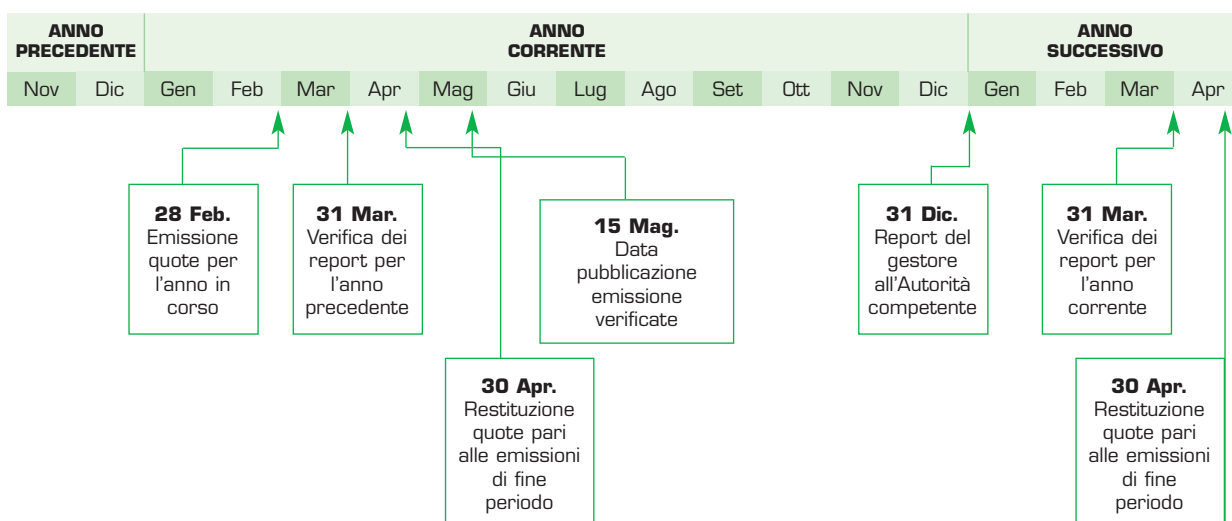 ANNO
PRECEDENTE
ANNO
CORRENTE
ANNO
SUCCESSIVO
Nov Dic Gen Feb Mar Apr Mag Giu Lug Ago Set Ott Nov Dic Gen Feb Mar Apr
28 Feb.
Emissione
quote per
l'anno in
corso
31 Mar.
Verifica dei
report per
l'anno
precedente
15 Mag.
Data
pubblicazione
emissione
verificate
31 Dic.
Report del
gestore
all'Autorità
competente
31 Mar.
Verifica dei
report per
l'anno
corrente
30 Apr.
Restituzione
quote pari
alle emissioni
di fine
periodo
30 Apr.
Restituzione
quote pari
alle emissioni
di fine
periodo